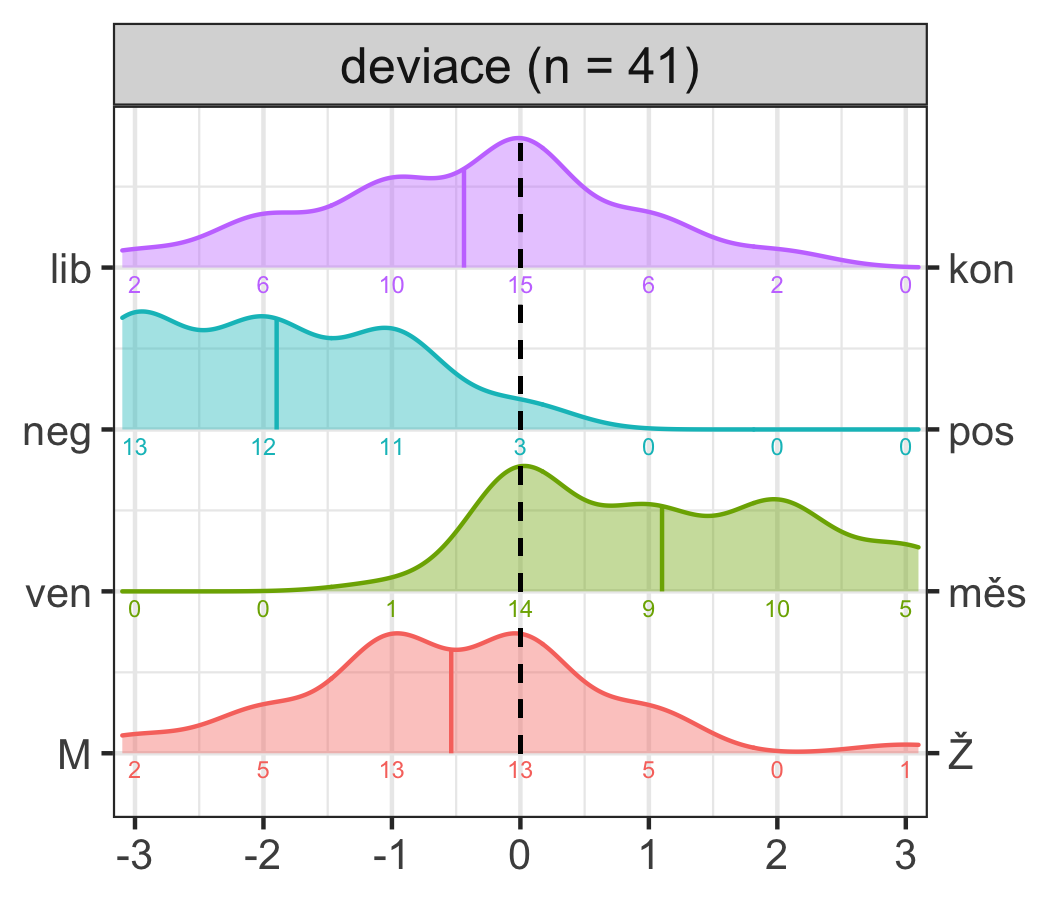 deviace (n = 41)
lib kon
2 6 10 15 6 2 0
neg pos
13 12 11 3 0 0 0
ven měs
0 0 1 14 9 10 5
M Ž
2 5 13 13 5 0 1
-3 -2 -1 0 1 2 3